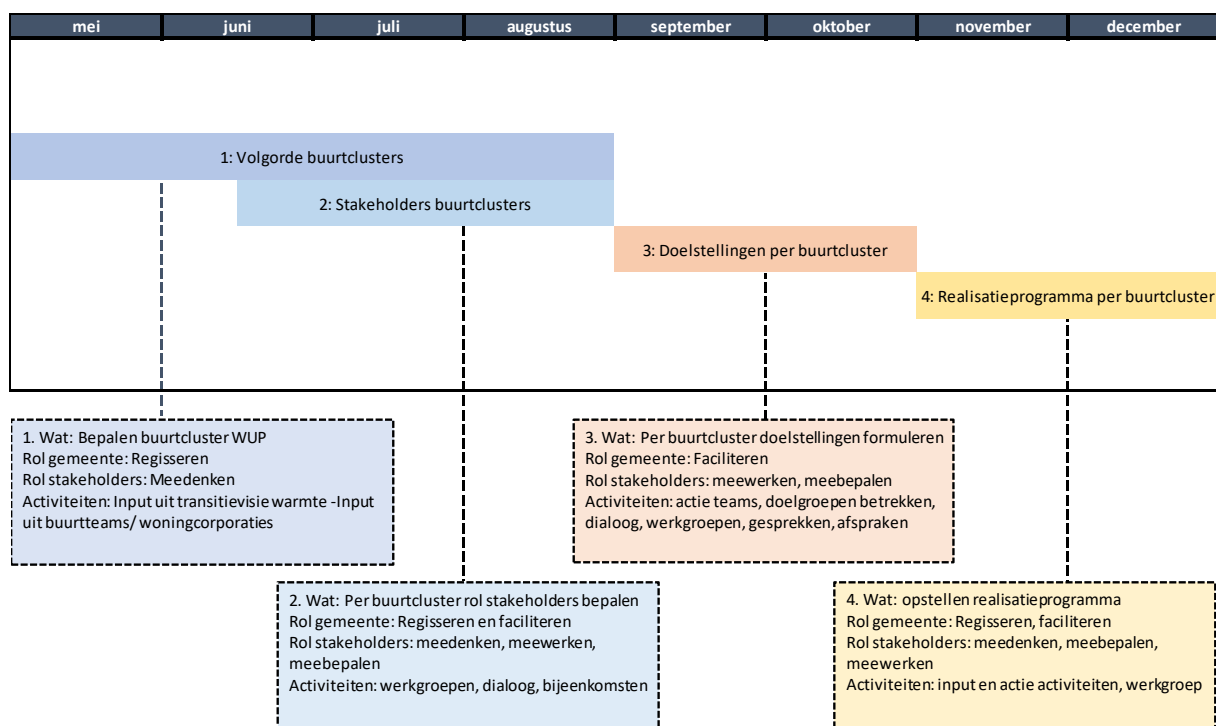 mei juni juli augustus september oktober november december
1: Volgorde buurtclusters
2: Stakeholders buurtclusters
3: Doelstellingen per buurtcluster
4: Realisatieprogramma per buurtcluster
1. Wat: Bepalen buurtcluster WUP
Rol gemeente: Regisseren
Rol stakeholders: Meedenken
Activiteiten: Input uit transitievisie warmte -Input
uit buurtteams/ woningcorporaties
3. Wat: Per buurtcluster doelstellingen formuleren
Rol gemeente: Faciliteren
Rol stakeholders: meewerken, meebepalen
Activiteiten: actie teams, doelgroepen betrekken,
dialoog, werkgroepen, gesprekken, afspraken
2. Wat: Per buurtcluster rol stakeholders bepalen
Rol gemeente: Regisseren en faciliteren
Rol stakeholders: meedenken, meewerken,
meebepalen
Activiteiten: werkgroepen, dialoog, bijeenkomsten
4. Wat: opstellen realisatieprogramma
Rol gemeente: Regisseren, faciliteren
Rol stakeholders: meedenken, meebepalen,
meewerken
Activiteiten: input en actie activiteiten, werkgroep